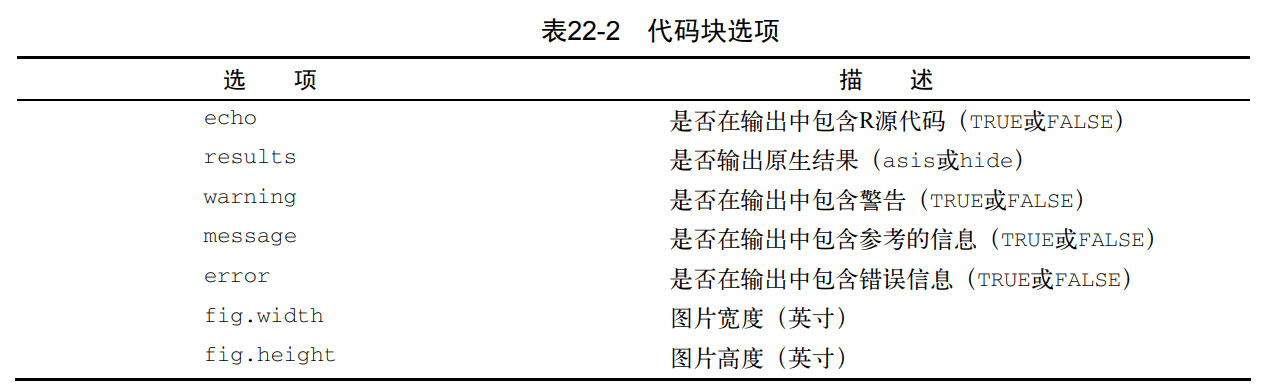 表22-2 代码块选项
选 项 描 述
echo 是否在输出中包含R源代码（TRUE或FALSE）
results 是否输出原生结果（asis或hide）
warning 是否在输出中包含警告（TRUE或FALSE）
message 是否在输出中包含参考的信息（TRUE或FALSE）
error 是否在输出中包含错误信息（TRUE或FALSE）
fig.width 图片宽度（英寸）
fig.height 图片高度（英寸）